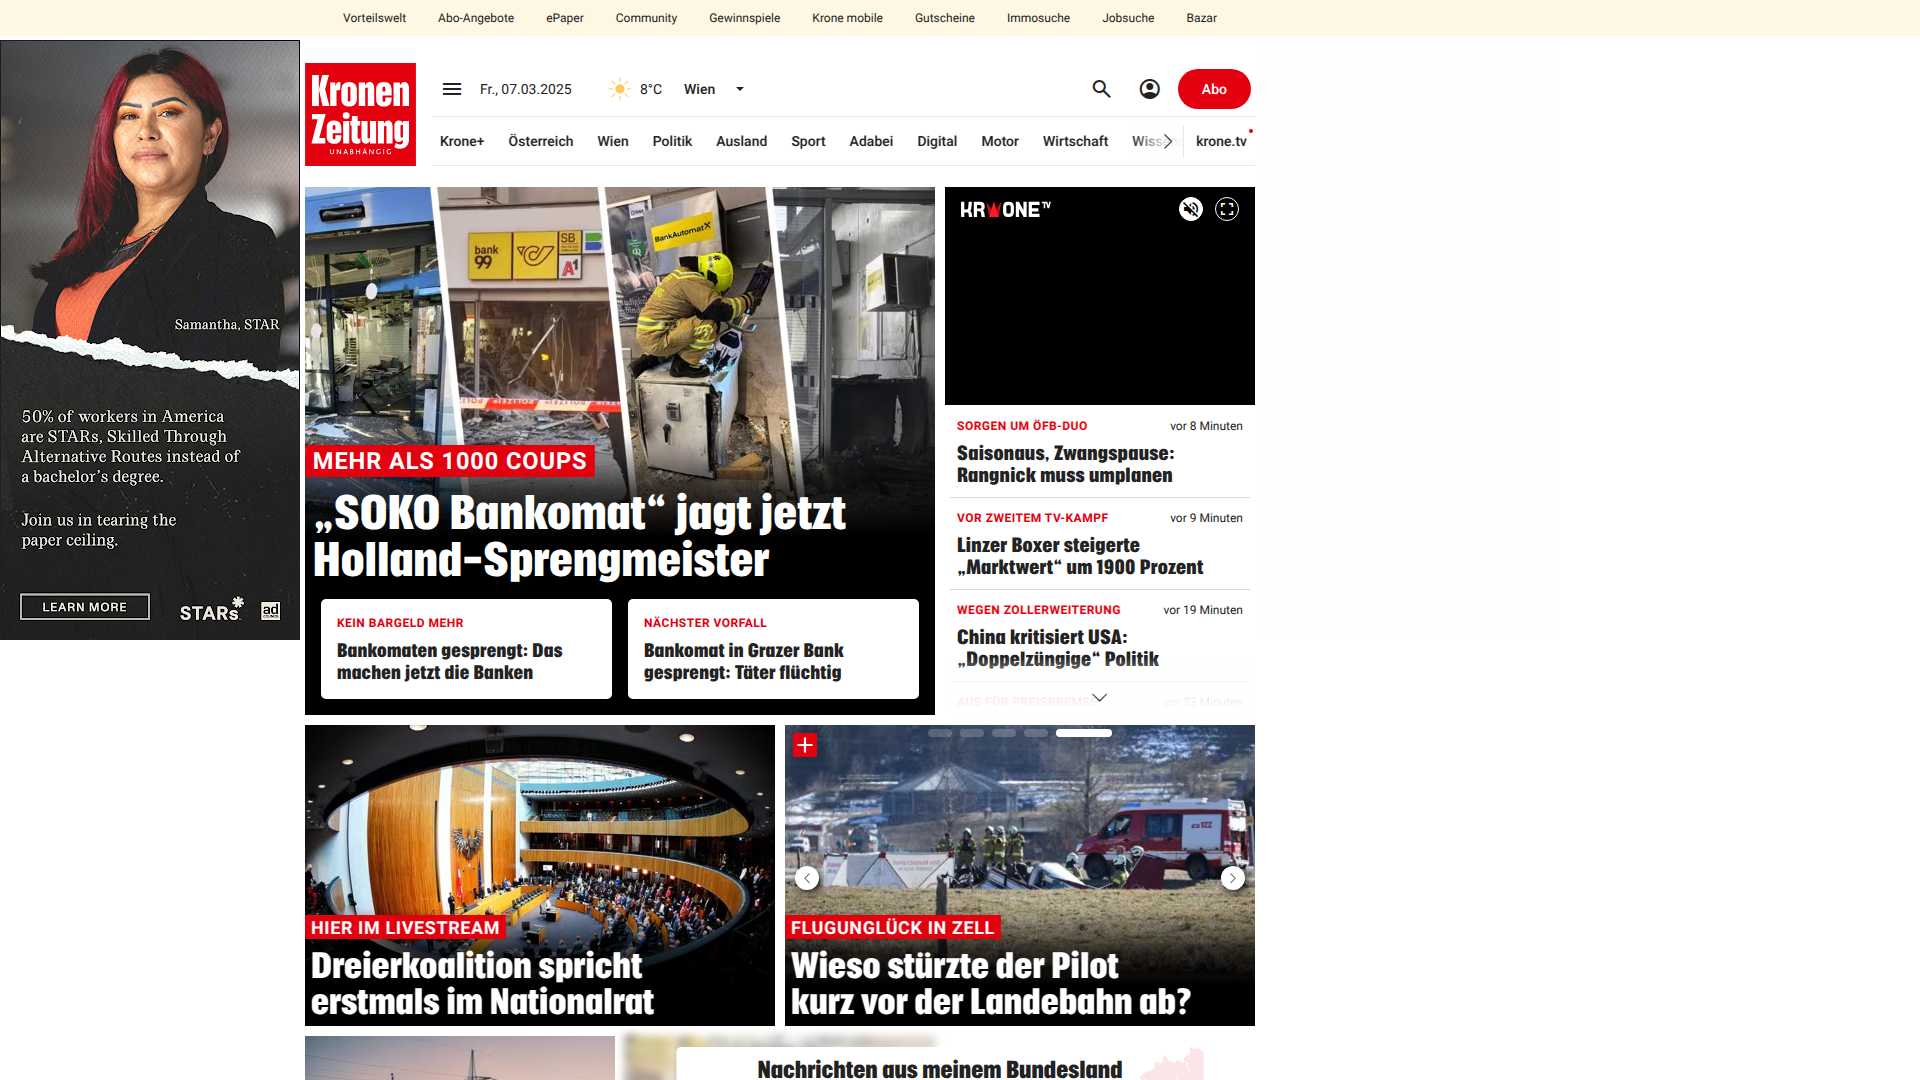 Vorteilswelt Abo-Angebote ePaper Community Gewinnspiele Krone mobile Gutscheine Immosuche Jobsuche Bazar
Kronen
Zeitung
UNABHÄNGIG
Fr., 07.03.2025 8°C Wien
Abo
Krone+ Österreich Wien Politik Ausland Sport Adabei Digital Motor Wirtschaft krone.tv
Samantha, STAR
50% of workers in America
are STARs, Skilled Through
Alternative Routes instead of
a bachelor's degree.
Join us in tearing the
paper ceiling.
LEARN MORE
STARs
ad
bank
99
SB
A1
BankAutomat X
MEHR ALS 1000 COUPS
„SOKO Bankomat“ jagt jetzt
Holland-Sprengmeister
KEIN BARGELD MEHR
Bankomaten gesprengt: Das
machen jetzt die Banken
NÄCHSTER VORFALL
Bankomat in Grazer Bank
gesprengt: Täter flüchtig
KRONE TV
SORGEN UM ÖFB-DUO vor 8 Minuten
Saisonaus, Zwangspause:
Rangnick muss umplanen
VOR ZWEITEM TV-KAMPF vor 9 Minuten
Linzer Boxer steigerte
„Marktwert“ um 1900 Prozent
WEGEN ZOLLERWEITERUNG vor 19 Minuten
China kritisiert USA:
„Doppelzüngige“ Politik
HIER IM LIVESTREAM
Dreierkoalition spricht
erstmals im Nationalrat
FLUGUNGLÜCK IN ZELL
Wieso stürzte der Pilot
kurz vor der Landebahn ab?
Nachrichten aus meinem Bundesland